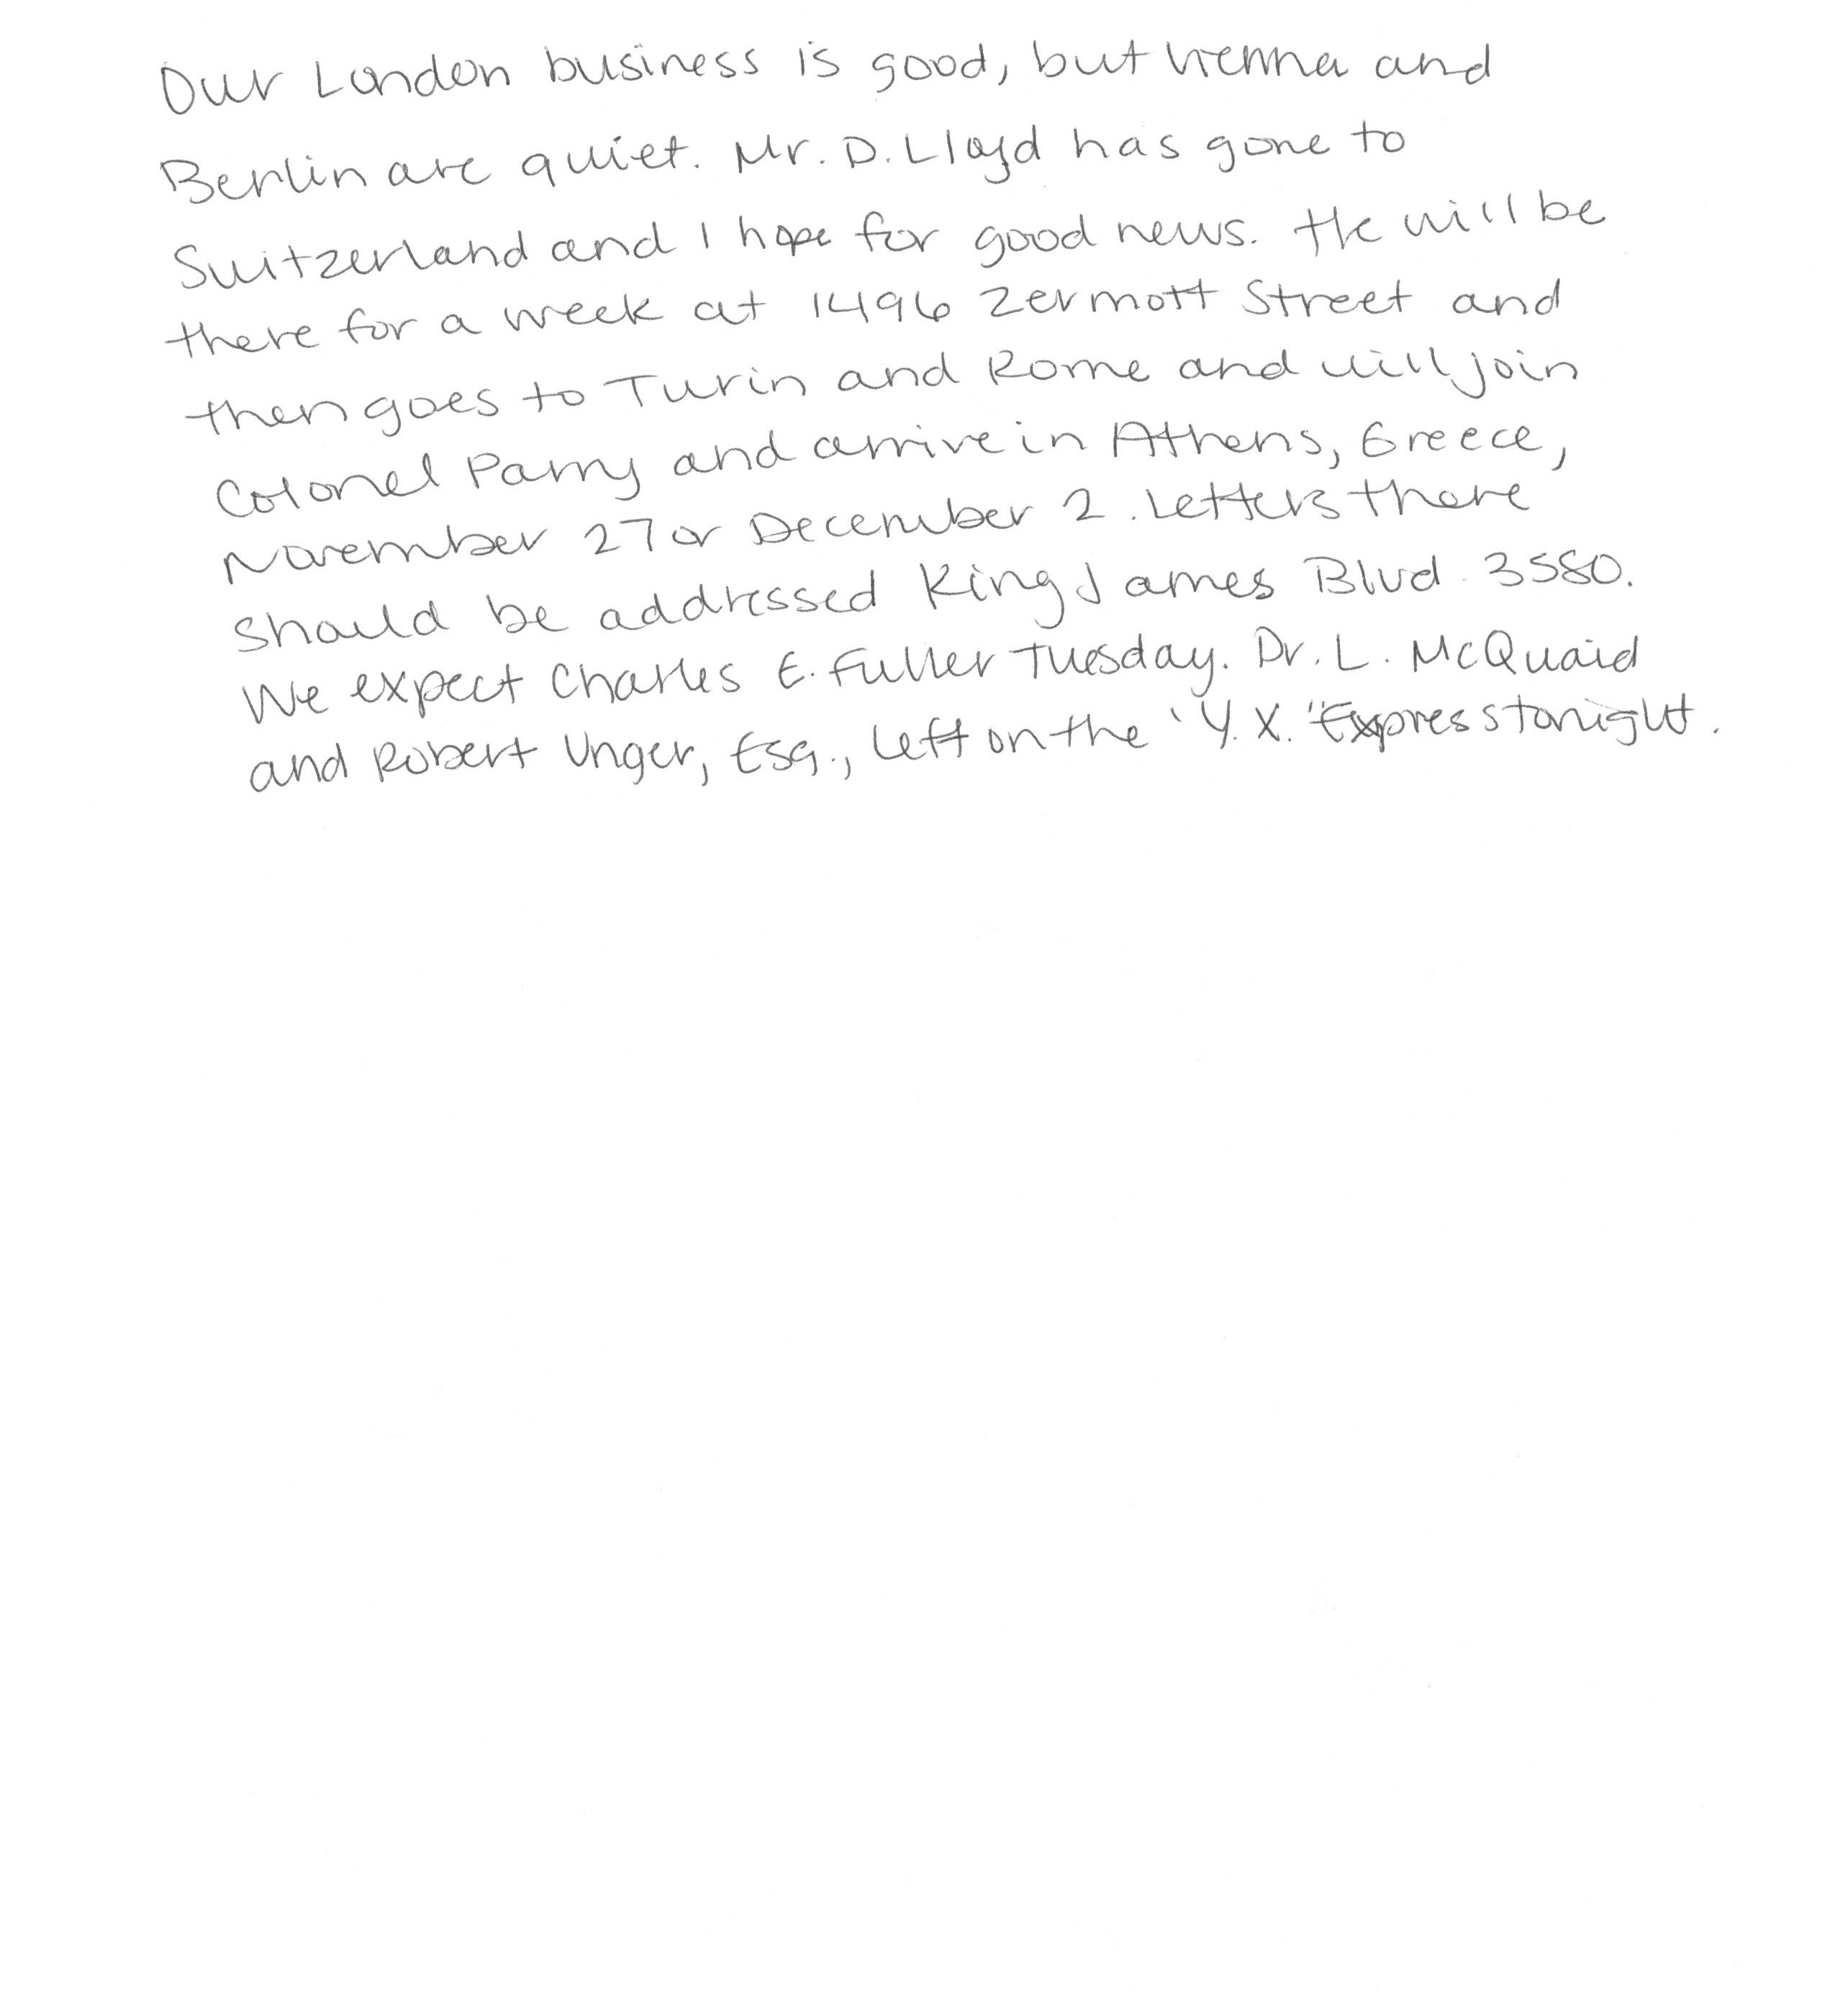 Our London business is good, but Vienna and
Berlin are quiet. Mr. D. Lloyd has gone to
Switzerland and I hope for good news. He will be
there for a week at 1496 Zermott Street and
then goes to Turin and Rome and will join
Colonel Parry and arrive in Athens, Greece,
November 27 or December 2. Letters there
should be addressed King James Blvd. 3580.
We expect Charles E. Fuller Tuesday. Dr. L. McQuaid
and Robert Unger, Esq., left on the 'Y.X.' Express tonight.